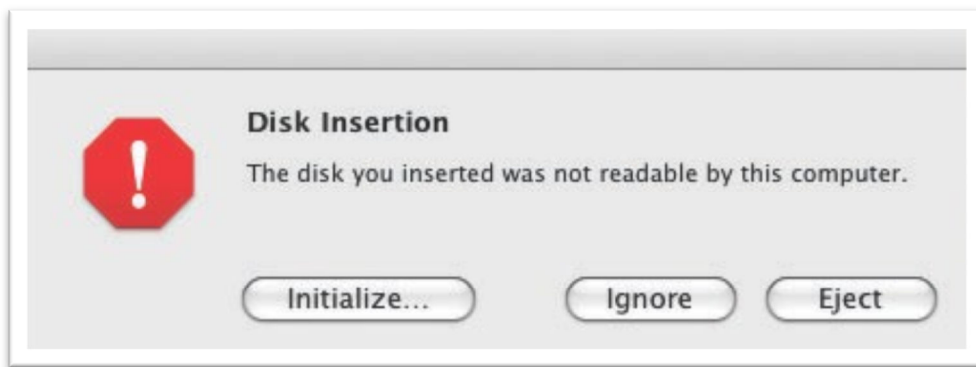 Disk Insertion
The disk you inserted was not readable by this computer.
Initialize... Ignore Eject